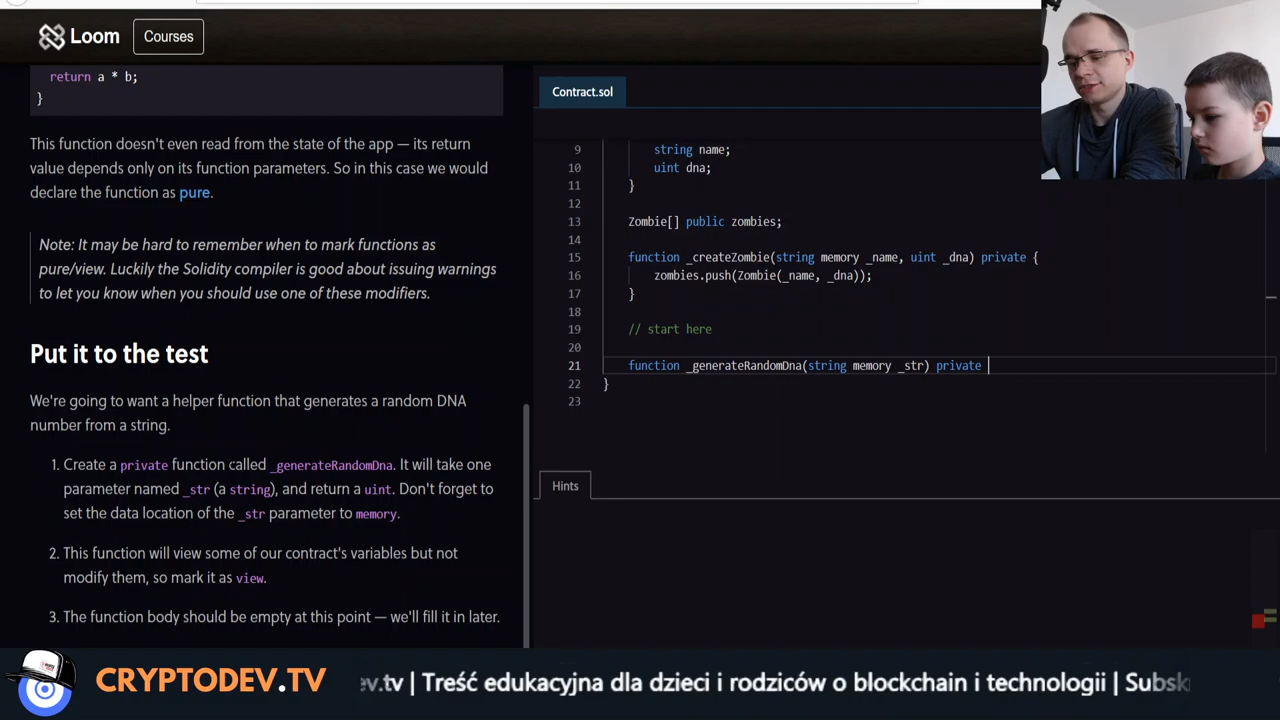 Loom
Courses
return a * b;
}
This function doesn't even read from the state of the app — its return
value depends only on its function parameters. So in this case we would
declare the function as pure.
Note: It may be hard to remember when to mark functions as
pure/view. Luckily the Solidity compiler is good about issuing warnings
to let you know when you should use one of these modifiers.
Put it to the test
We're going to want a helper function that generates a random DNA
number from a string.
1. Create a private function called _generateRandomDna. It will take one
parameter named _str (a string), and return a uint. Don't forget to
set the data location of the _str parameter to memory.
2. This function will view some of our contract's variables but not
modify them, so mark it as view.
3. The function body should be empty at this point — we'll fill it in later.
Contract.sol
9 string name;
10 uint dna;
11 }
12
13 Zombie[] public zombies;
14
15 function _createZombie(string memory _name, uint _dna) private {
16 zombies.push(Zombie(_name, _dna));
17 }
18
19 // start here
20
21 function _generateRandomDna(string memory _str) private
22 }
23
Hints
CRYPTODEV.TV
ev.tv | Treść edukacyjna dla dzieci i rodziców o blockchain i technologii | Subsk